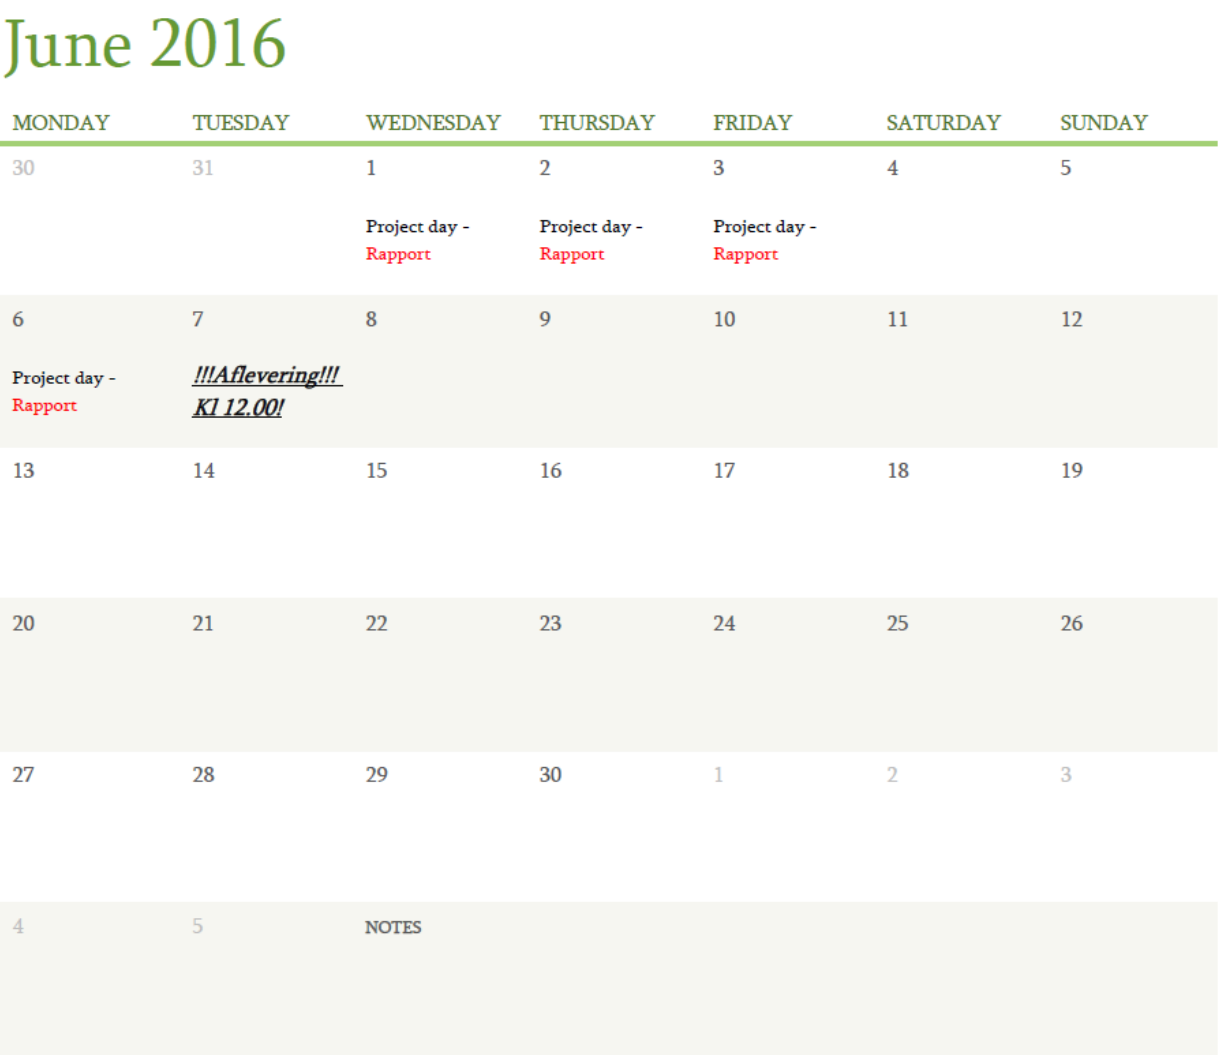 June 2016
MONDAY TUESDAY WEDNESDAY THURSDAY FRIDAY SATURDAY SUNDAY
30 31 1 2 3 4 5
Project day - Project day - Project day -
Rapport Rapport Rapport
6 7 8 9 10 11 12
Project day - !!!Aflevering!!!
Rapport Kl 12.00!
13 14 15 16 17 18 19
20 21 22 23 24 25 26
27 28 29 30 1 2 3
4 5 NOTES